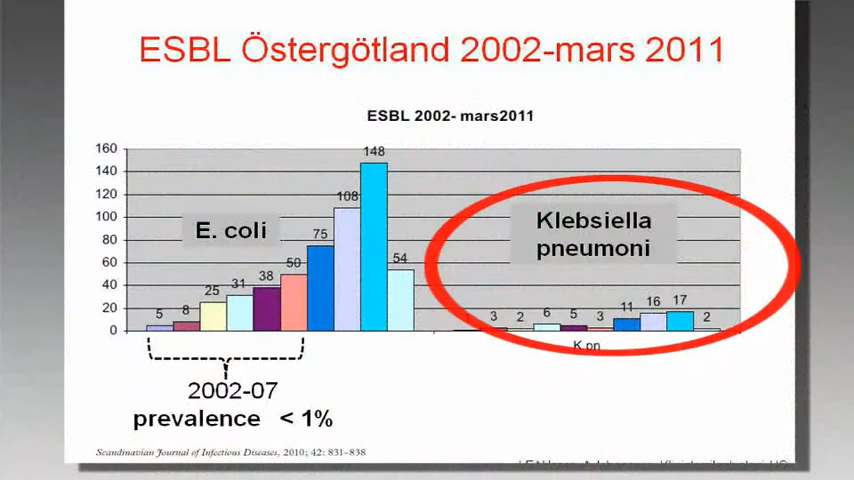 ESBL Östergötland 2002-mars 2011
ESBL 2002- mars2011
160
140
120
100
80
60
40
20
0
5 8 25 31 38 50 75 108 148 54
E. coli
Klebsiella
pneumoni
1 3 2 6 5 3 11 16 17 2
K pn
2002-07
prevalence < 1%
Scandinavian Journal of Infectious Diseases, 2010; 42: 831–838